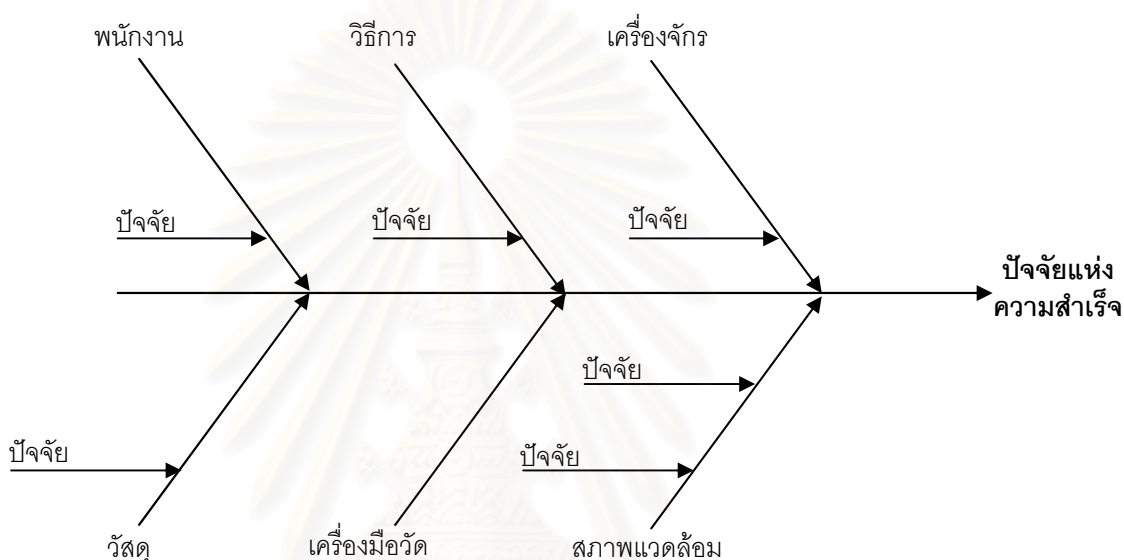 พนักงาน วิธีการ เครื่องจักร
ปัจจัย ปัจจัย ปัจจัย
ปัจจัยแห่ง
ความสำเร็จ
ปัจจัย
ปัจจัย ปัจจัย
วัสดุ เครื่องมือวัด สภาพแวดล้อม